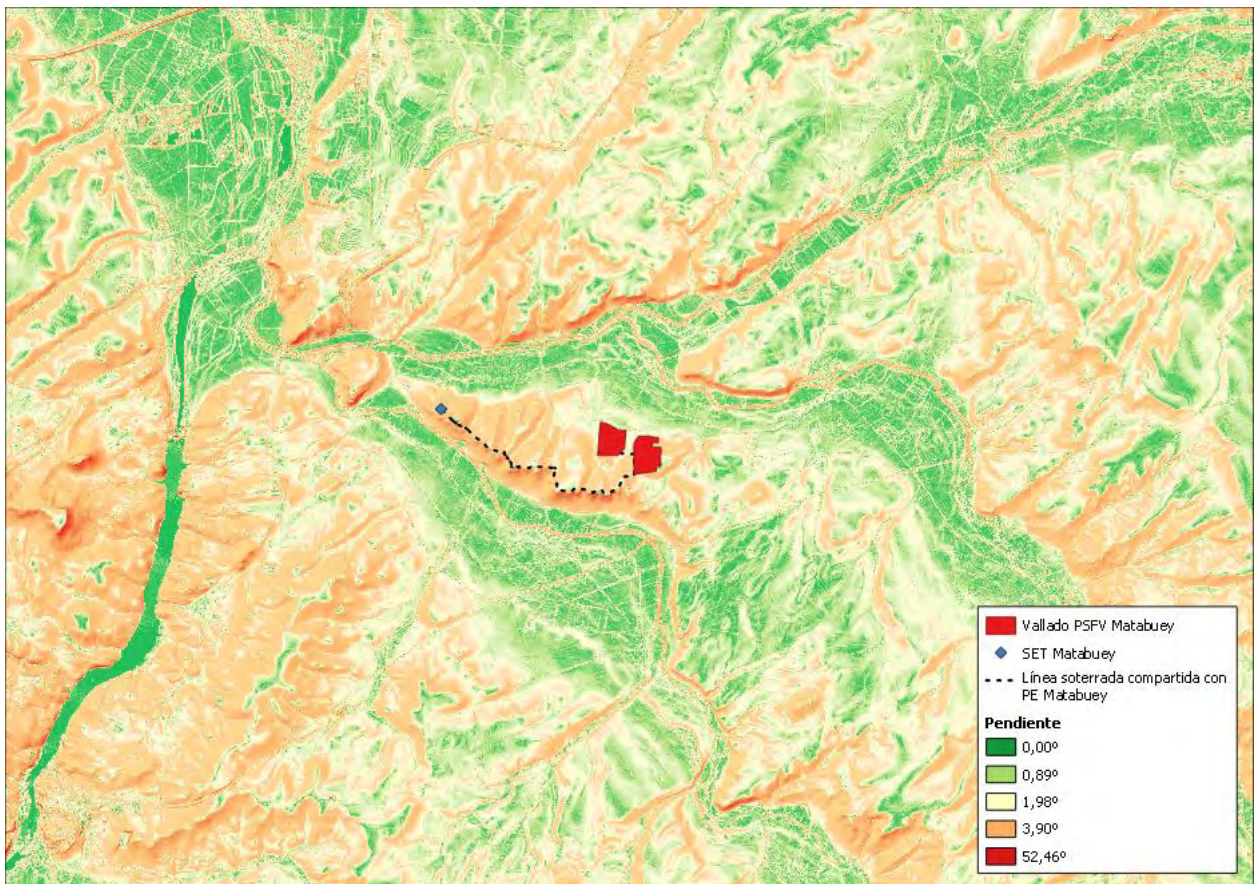 Vallado PSFV Matabuey
SET Matabuey
Línea soterrada compartida con
PE Matabuey
Pendiente
0,00º
0,89º
1,98º
3,90º
52,46º